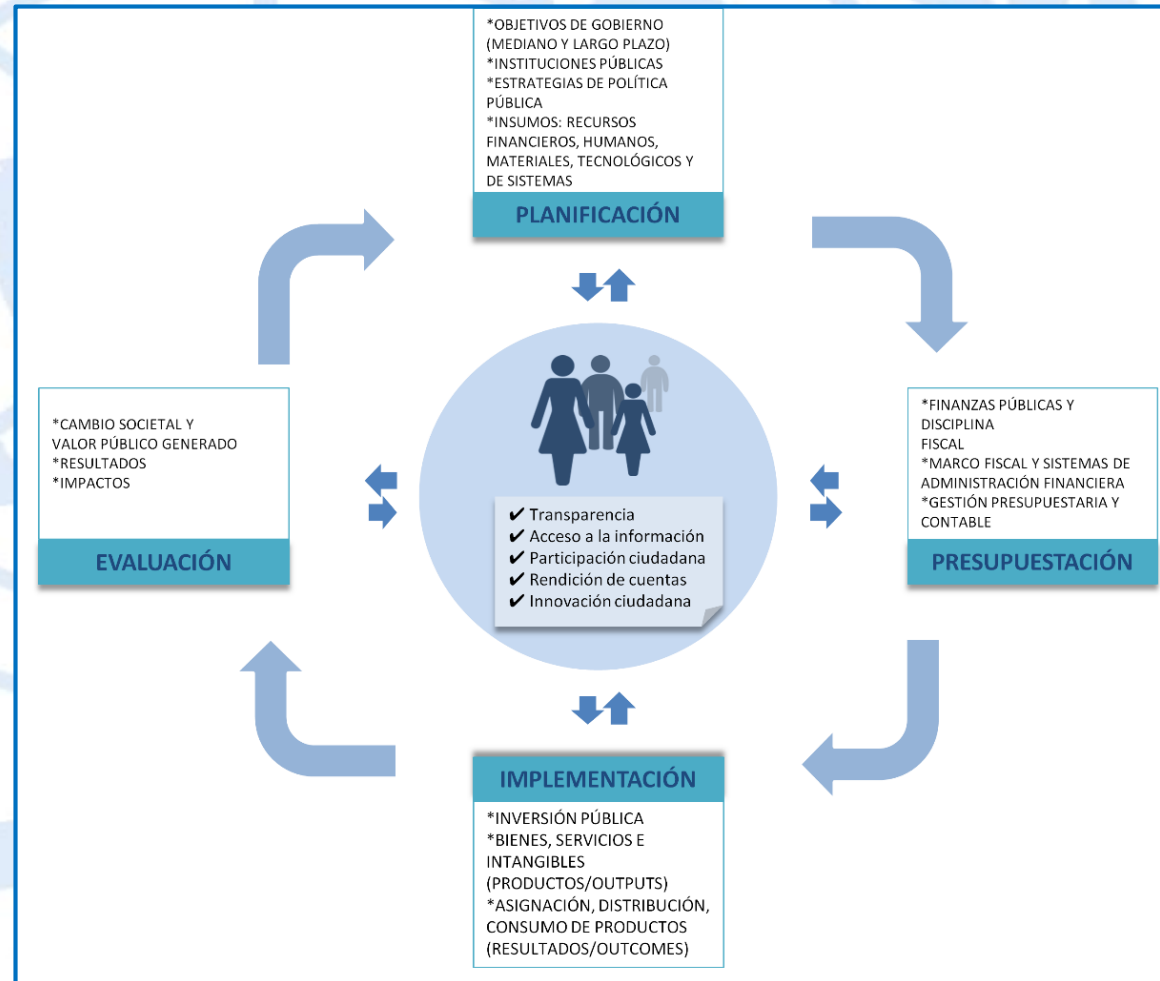 *OBJETIVOS DE GOBIERNO
(MEDIANO Y LARGO PLAZO)
*INSTITUCIONES PÚBLICAS
*ESTRATEGIAS DE POLÍTICA
PÚBLICA
*INSUMOS: RECURSOS
FINANCIEROS, HUMANOS,
MATERIALES, TECNOLÓGICOS Y
DE SISTEMAS
PLANIFICACIÓN
*CAMBIO SOCIETAL Y
VALOR PÚBLICO GENERADO
*RESULTADOS
*IMPACTOS
EVALUACIÓN
✔ Transparencia
✔ Acceso a la información
✔ Participación ciudadana
✔ Rendición de cuentas
✔ Innovación ciudadana
*FINANZAS PÚBLICAS Y
DISCIPLINA
FISCAL
*MARCO FISCAL Y SISTEMAS DE
ADMINISTRACIÓN FINANCIERA
*GESTIÓN PRESUPUESTARIA Y
CONTABLE
PRESUPUESTACIÓN
IMPLEMENTACIÓN
*INVERSIÓN PÚBLICA
*BIENES, SERVICIOS E
INTANGIBLES
(PRODUCTOS/OUTPUTS)
*ASIGNACIÓN, DISTRIBUCIÓN,
CONSUMO DE PRODUCTOS
(RESULTADOS/OUTCOMES)